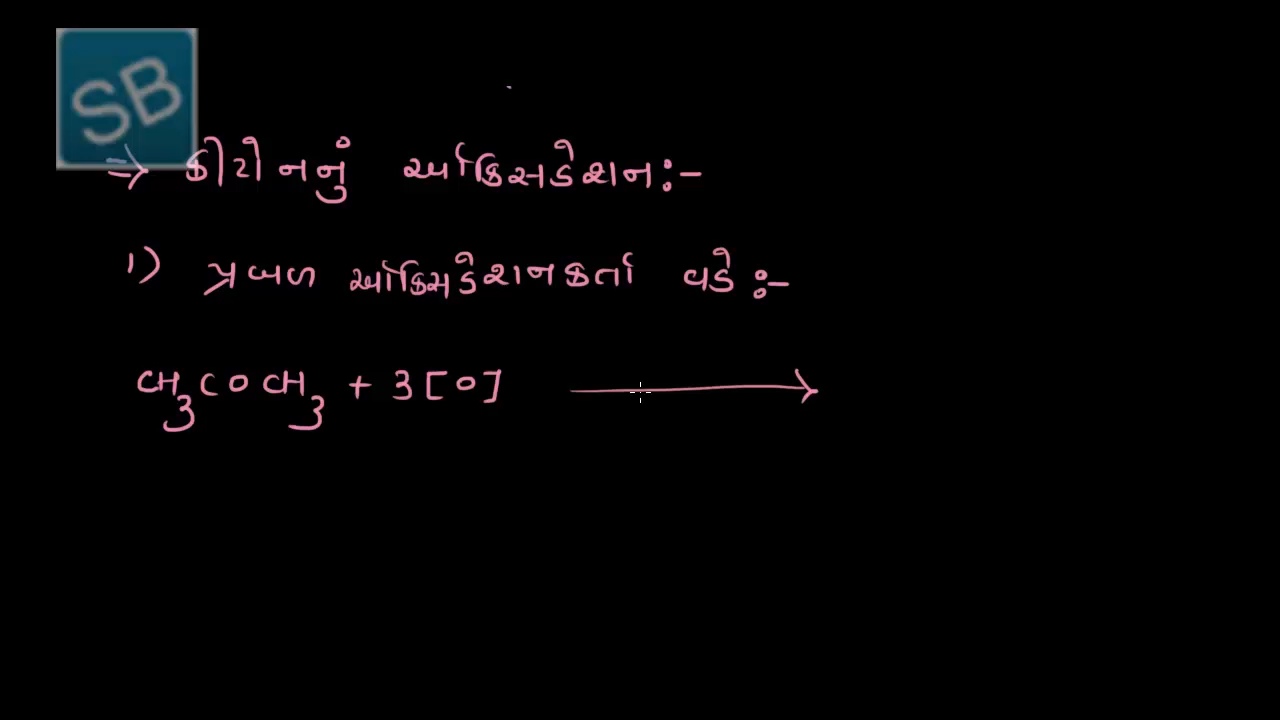 SB
→ કીટોનનું ઓક્સિડેશન:-
1) પ્રબળ ઓક્સિડેશનકર્તા વડે:-
CH₃COCH₃ + 3[O] →